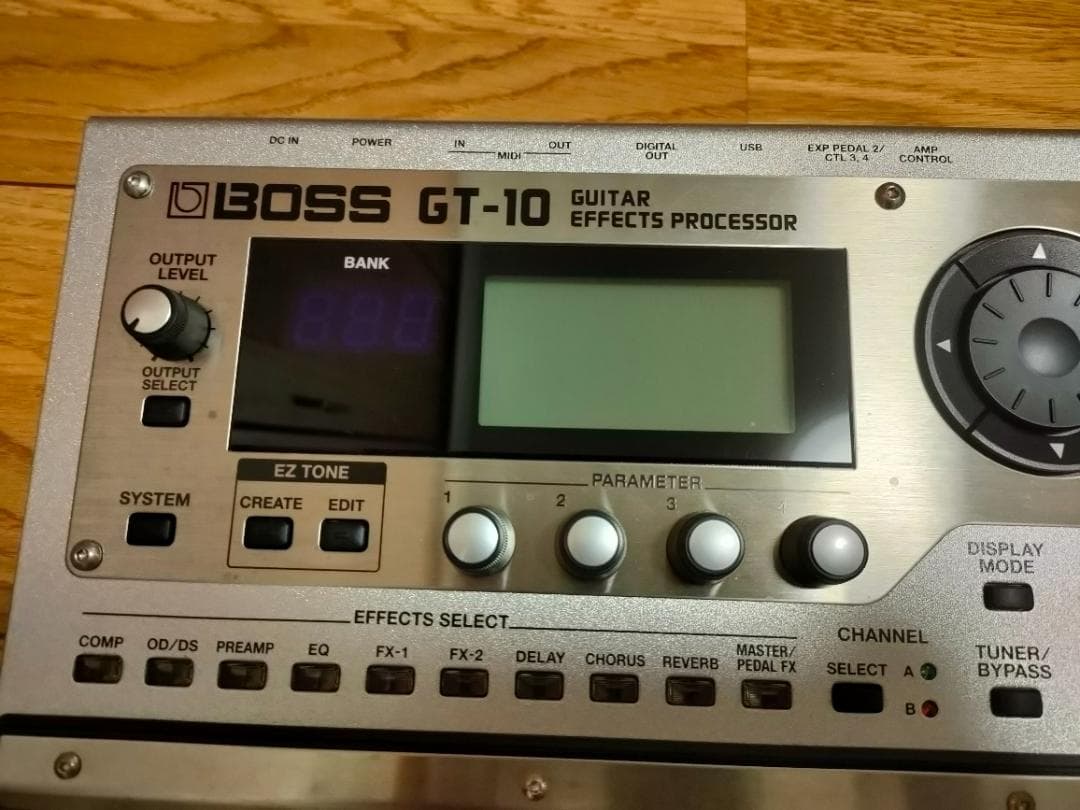 DC IN
POWER
IN
OUT
MIDI
DIGITAL
OUT
USB
EXP PEDAL 2/
CTL 3, 4
AMP
CONTROL
BOSS GT-10
GUITAR
EFFECTS PROCESSOR
OUTPUT
LEVEL
BANK
OUTPUT
SELECT
EZ TONE
CREATE
EDIT
SYSTEM
PARAMETER
1
2
3
4
DISPLAY
MODE
EFFECTS SELECT
COMP
OD/DS
PREAMP
EQ
FX-1
FX-2
DELAY
CHORUS
REVERB
MASTER/
PEDAL FX
CHANNEL
SELECT
A
B
TUNER/
BYPASS